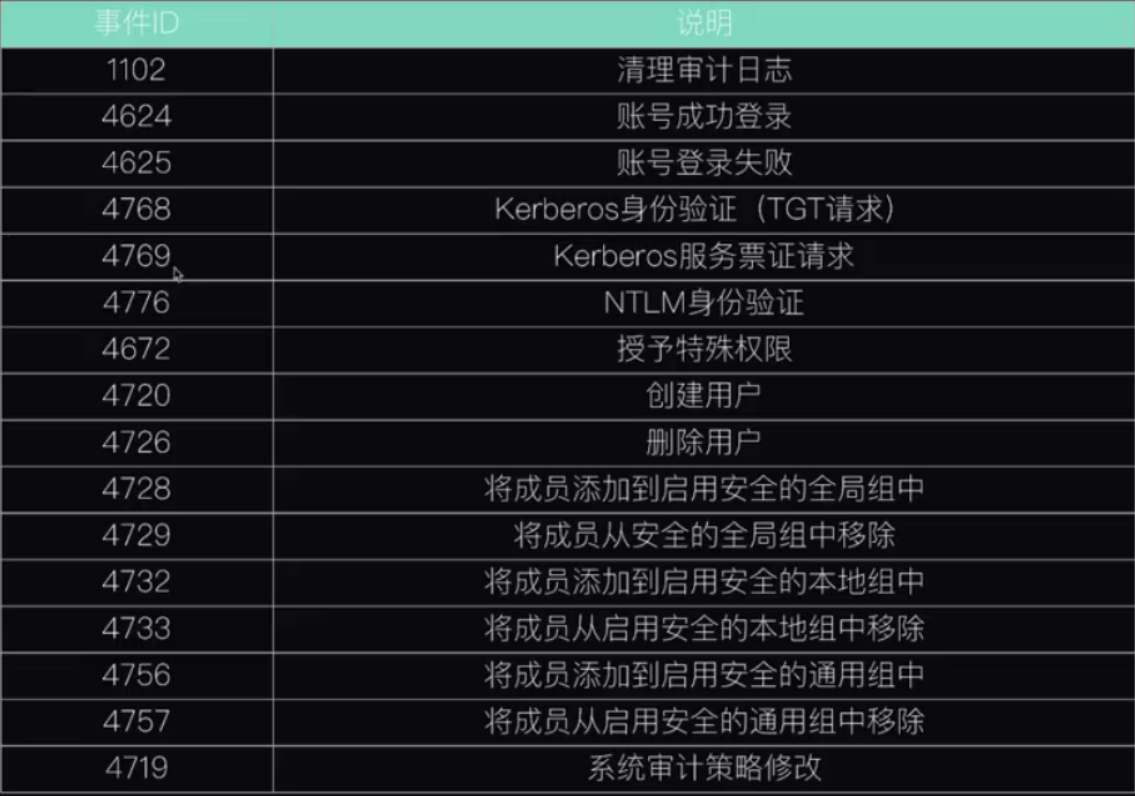 事件ID 说明
1102 清理审计日志
4624 账号成功登录
4625 账号登录失败
4768 Kerberos身份验证（TGT请求）
4769 Kerberos服务票证请求
4776 NTLM身份验证
4672 授予特殊权限
4720 创建用户
4726 删除用户
4728 将成员添加到启用安全的全局组中
4729 将成员从安全的全局组中移除
4732 将成员添加到启用安全的本地组中
4733 将成员从启用安全的本地组中移除
4756 将成员添加到启用安全的通用组中
4757 将成员从启用安全的通用组中移除
4719 系统审计策略修改